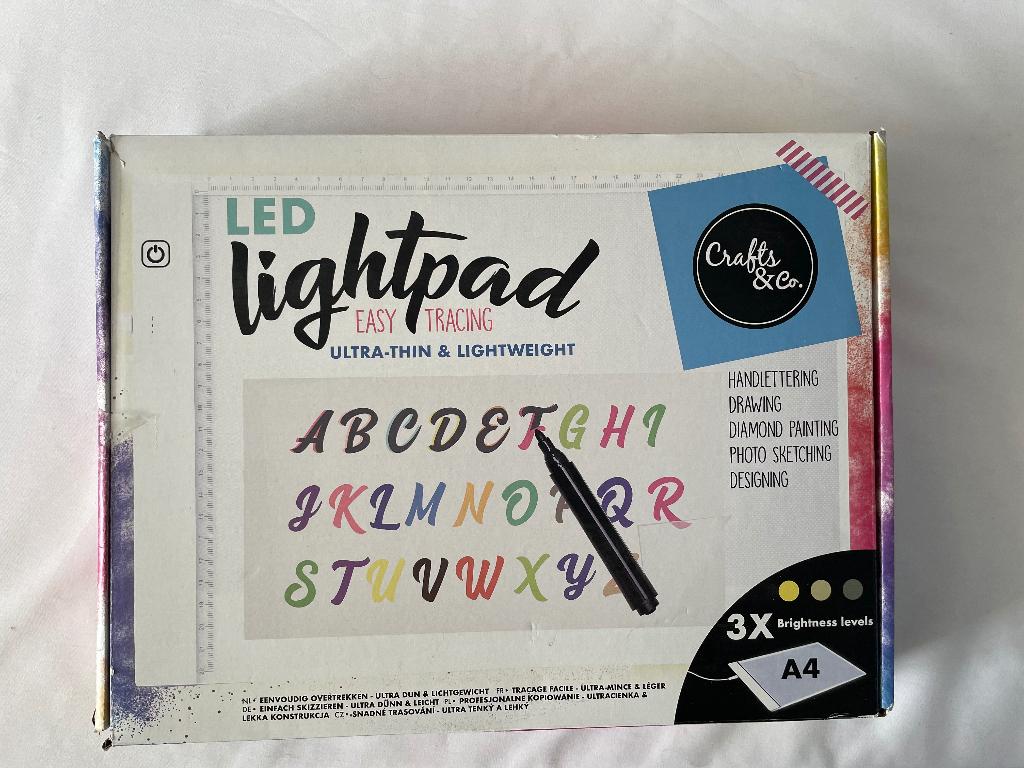 LED
lightpad
EASY TRACING
ULTRA-THIN & LIGHTWEIGHT
Crafts
&Co.
HANDLETTERING
DRAWING
DIAMOND PAINTING
PHOTO SKETCHING
DESIGNING
ABCDEFGHI
JKLMNOPQR
STUVWXYZ
3X Brightness levels
A4
NL• EENVOUDIG OVERTREKKEN - ULTRA DUN & LICHTGEWICHT FR• TRACAGE FACILE - ULTRA-MINCE & LÉGER
DE• EINFACH SKIZZIEREN - ULTRA DÜNN & LEICHT PL• PROFESJONALNE KOPIOWANIE - ULTRACIENKA &
LEKKA KONSTRUKCJA CZ•SNADNÉ TRASOVÁNÍ - ULTRA TENKÝ A LEHKÝ